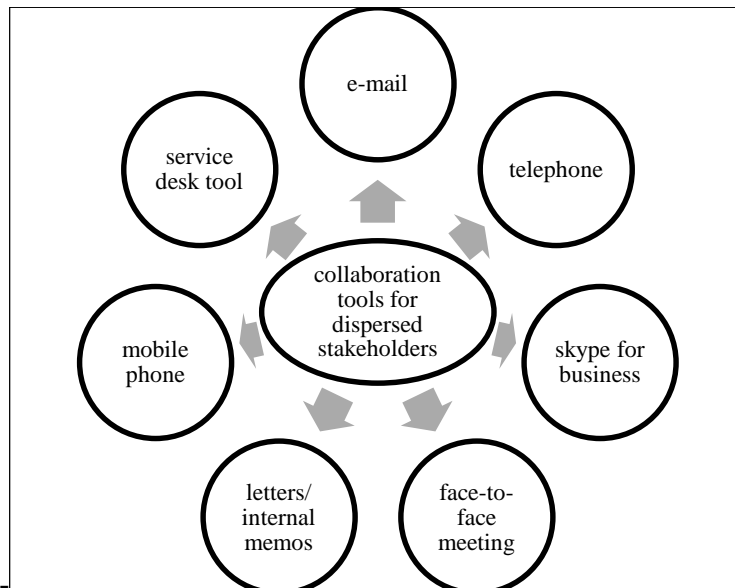 e-mail
telephone
skype for
business
face-to-
face
meeting
letters/
internal
memos
mobile
phone
service
desk tool
collaboration
tools for
dispersed
stakeholders